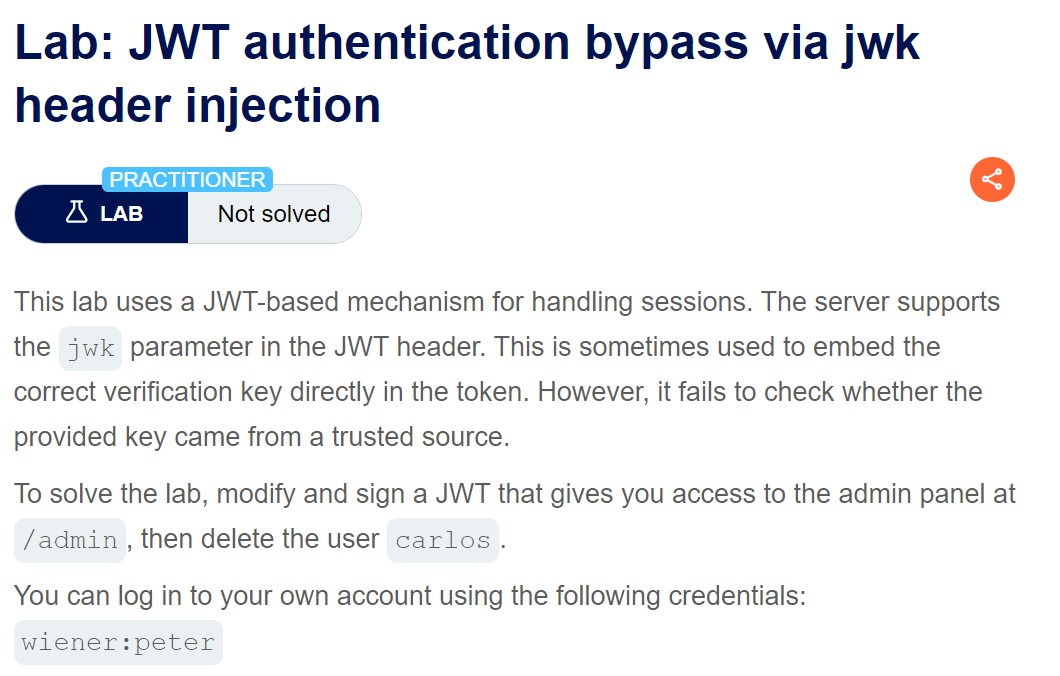 Lab: JWT authentication bypass via jwk
header injection
PRACTITIONER
LAB Not solved
This lab uses a JWT-based mechanism for handling sessions. The server supports
the jwk parameter in the JWT header. This is sometimes used to embed the
correct verification key directly in the token. However, it fails to check whether the
provided key came from a trusted source.
To solve the lab, modify and sign a JWT that gives you access to the admin panel at
/admin, then delete the user carlos.
You can log in to your own account using the following credentials:
wiener:peter